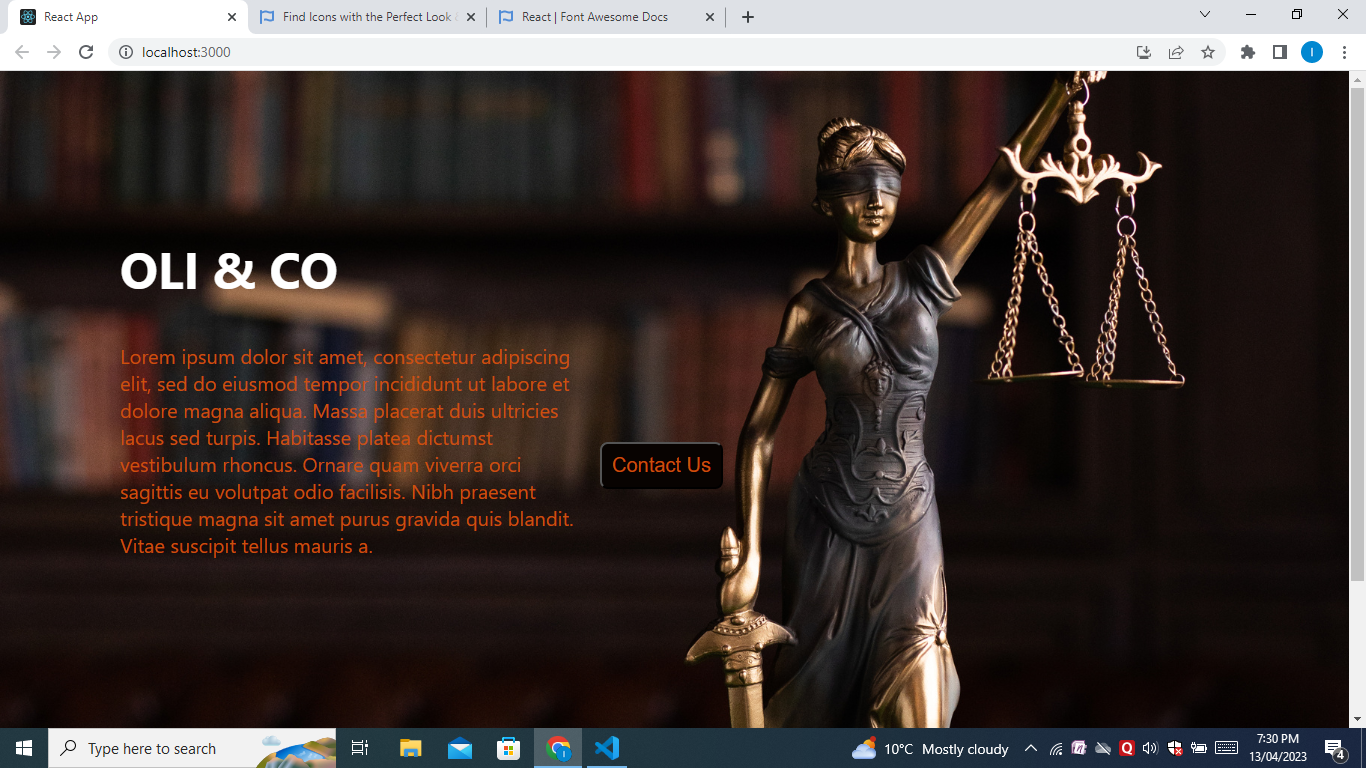 React App
Find Icons with the Perfect Look
React | Font Awesome Docs
localhost:3000
I
OLI & CO
Lorem ipsum dolor sit amet, consectetur adipiscing
elit, sed do eiusmod tempor incididunt ut labore et
dolore magna aliqua. Massa placerat duis ultricies
lacus sed turpis. Habitasse platea dictumst
vestibulum rhoncus. Ornare quam viverra orci
sagittis eu volutpat odio facilisis. Nibh praesent
tristique magna sit amet purus gravida quis blandit.
Vitae suscipit tellus mauris a.
Contact Us
Type here to search
10°C Mostly cloudy
7:30 PM
13/04/2023
4